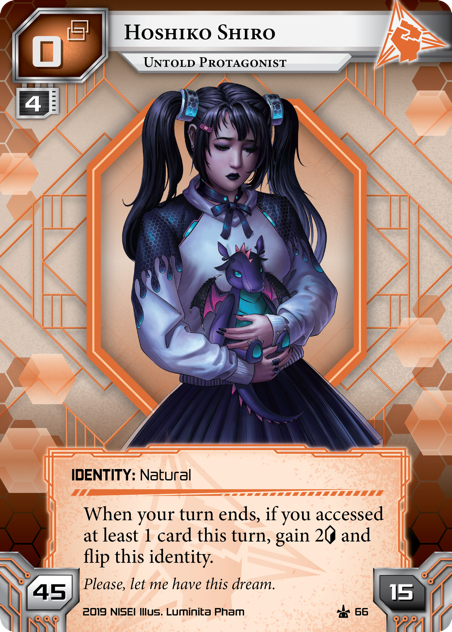 0
HOSHIKO SHIRO
UNTOLD PROTAGONIST
4
IDENTITY: Natural
When your turn ends, if you accessed
at least 1 card this turn, gain 2 and
flip this identity.
Please, let me have this dream.
45
15
2019 NISEI Illus. Luminita Pham
66